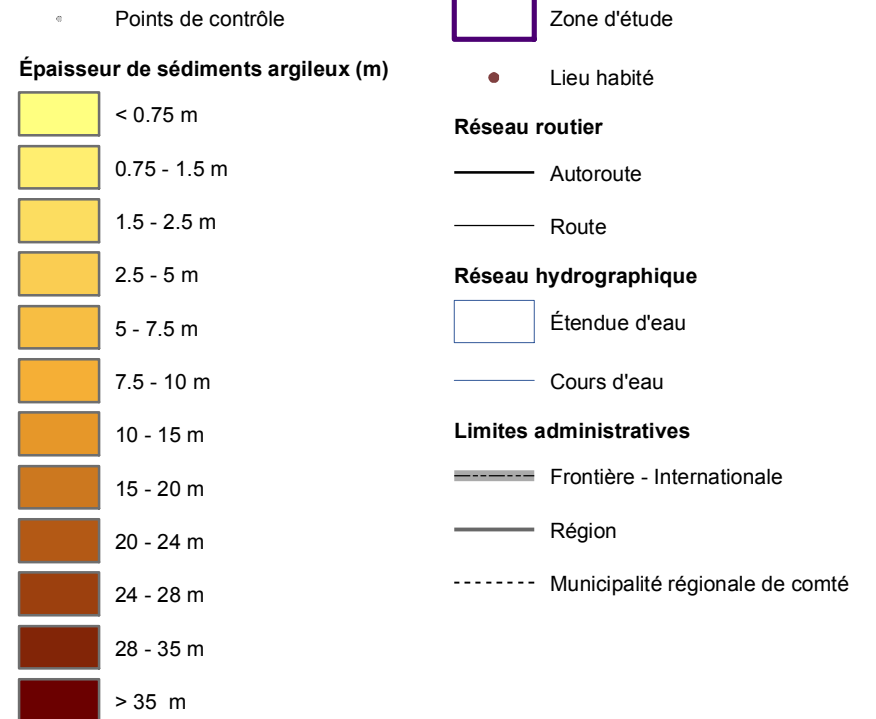 Points de contrôle
Épaisseur de sédiments argileux (m)
< 0.75 m
0.75 - 1.5 m
1.5 - 2.5 m
2.5 - 5 m
5 - 7.5 m
7.5 - 10 m
10 - 15 m
15 - 20 m
20 - 24 m
24 - 28 m
28 - 35 m
> 35 m
Zone d'étude
Lieu habité
Réseau routier
Autoroute
Route
Réseau hydrographique
Étendue d'eau
Cours d'eau
Limites administratives
Frontière - Internationale
Région
Municipalité régionale de comté